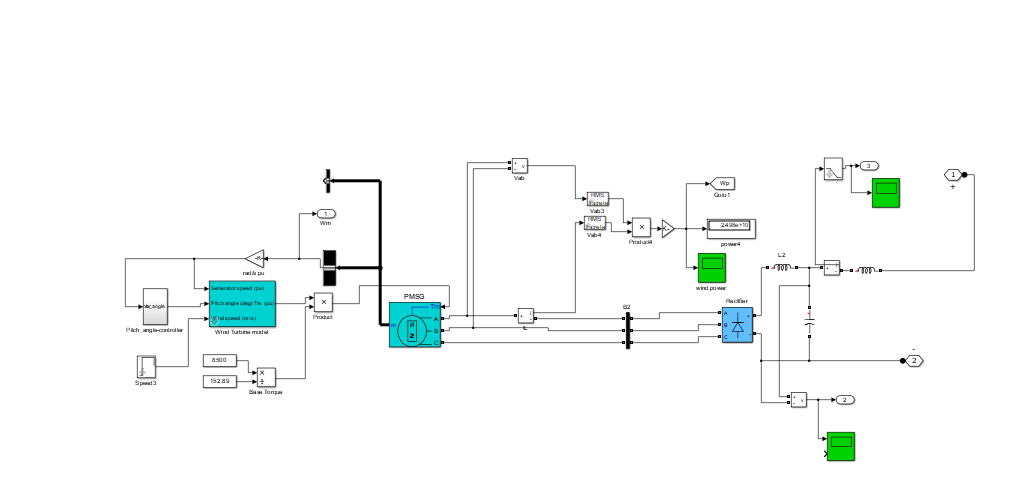 Vab
3
1
+
RMS
Vab3
Wp
Goto1
1
Wm
RMS
Vab4
Product4
K-
2.498e+10
power4
rad& pu
L2
wind power
Generator speed (pu)
Pitch angle (deg) Tm (pu)
Wind speed (m/s)
Pitch_angle-controller
Wind Turbine model
Product
PMSG
Tm
m
A
B
C
B2
Rectifier
A
B
C
+
-
Speed3
8500
152.89
Base Torque
-
2
2